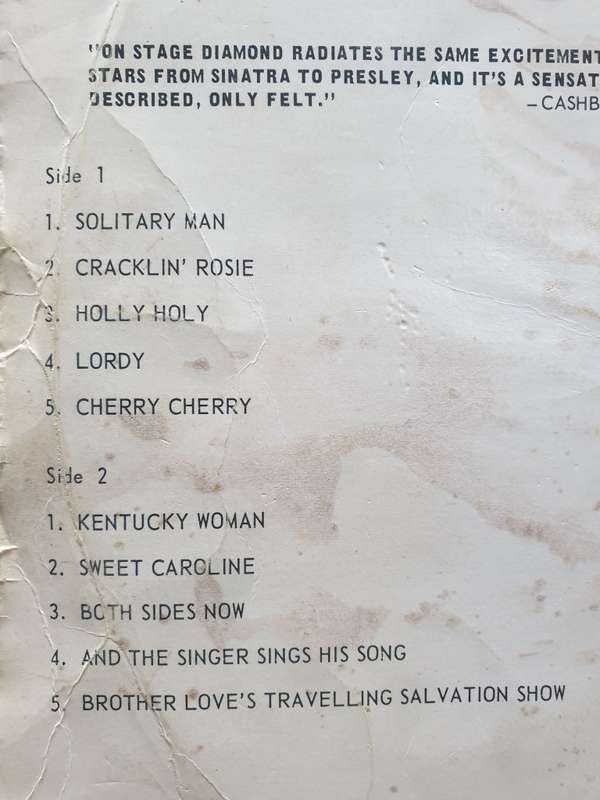 "ON STAGE DIAMOND RADIATES THE SAME EXCITEMENT
STARS FROM SINATRA TO PRESLEY, AND IT'S A SENSAT
DESCRIBED, ONLY FELT."
– CASHB
Side 1
1. SOLITARY MAN
2. CRACKLIN' ROSIE
3. HOLLY HOLY
4. LORDY
5. CHERRY CHERRY
Side 2
1. KENTUCKY WOMAN
2. SWEET CAROLINE
3. BOTH SIDES NOW
4. AND THE SINGER SINGS HIS SONG
5. BROTHER LOVE'S TRAVELLING SALVATION SHOW